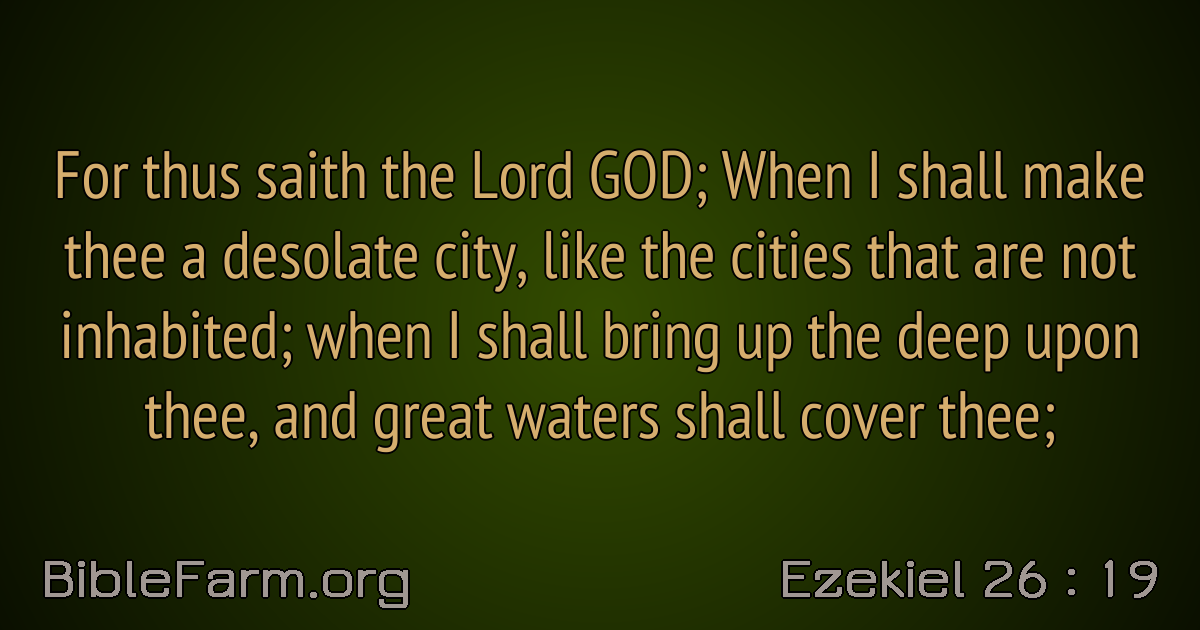 For thus saith the Lord GOD; When I shall make
thee a desolate city, like the cities that are not
inhabited; when I shall bring up the deep upon
thee, and great waters shall cover thee;
BibleFarm.org
Ezekiel 26 : 19